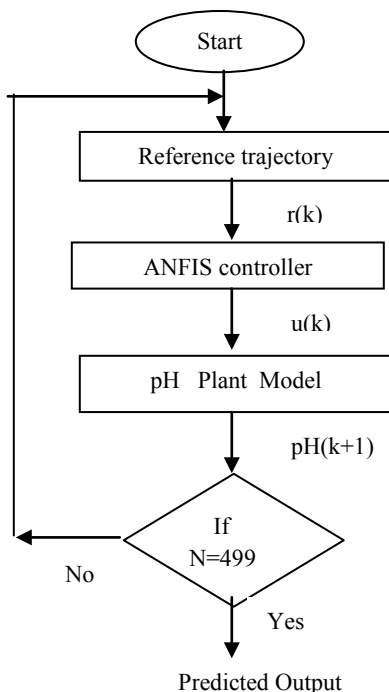 Start
Reference trajectory
r(k)
ANFIS controller
u(k)
pH Plant Model
pH(k+1)
If
N=499
No
Yes
Predicted Output